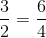 3/2 = 6/4